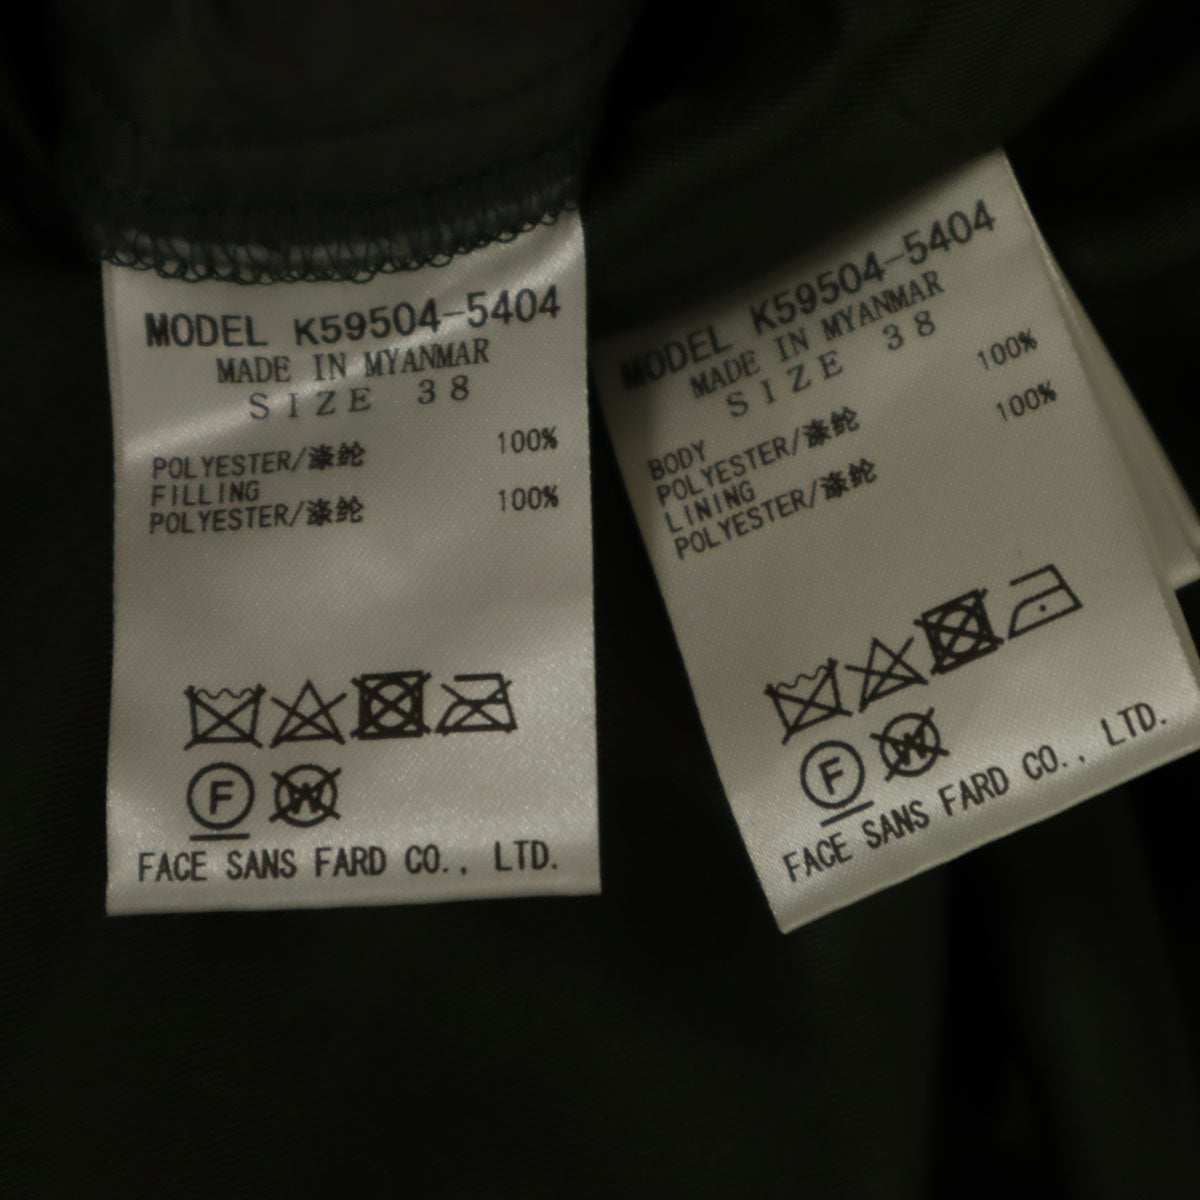 MODEL K59504-5404
MADE IN MYANMAR
SIZE 38
POLYESTER/涤纶 100%
FILLING
POLYESTER/涤纶 100%
F
W
FACE SANS FARD CO., LTD.
MODEL K59504-5404
MADE IN MYANMAR
SIZE 38
BODY
POLYESTER/涤纶 100%
LINING
POLYESTER/涤纶 100%
F
W
FACE SANS FARD CO., LTD.